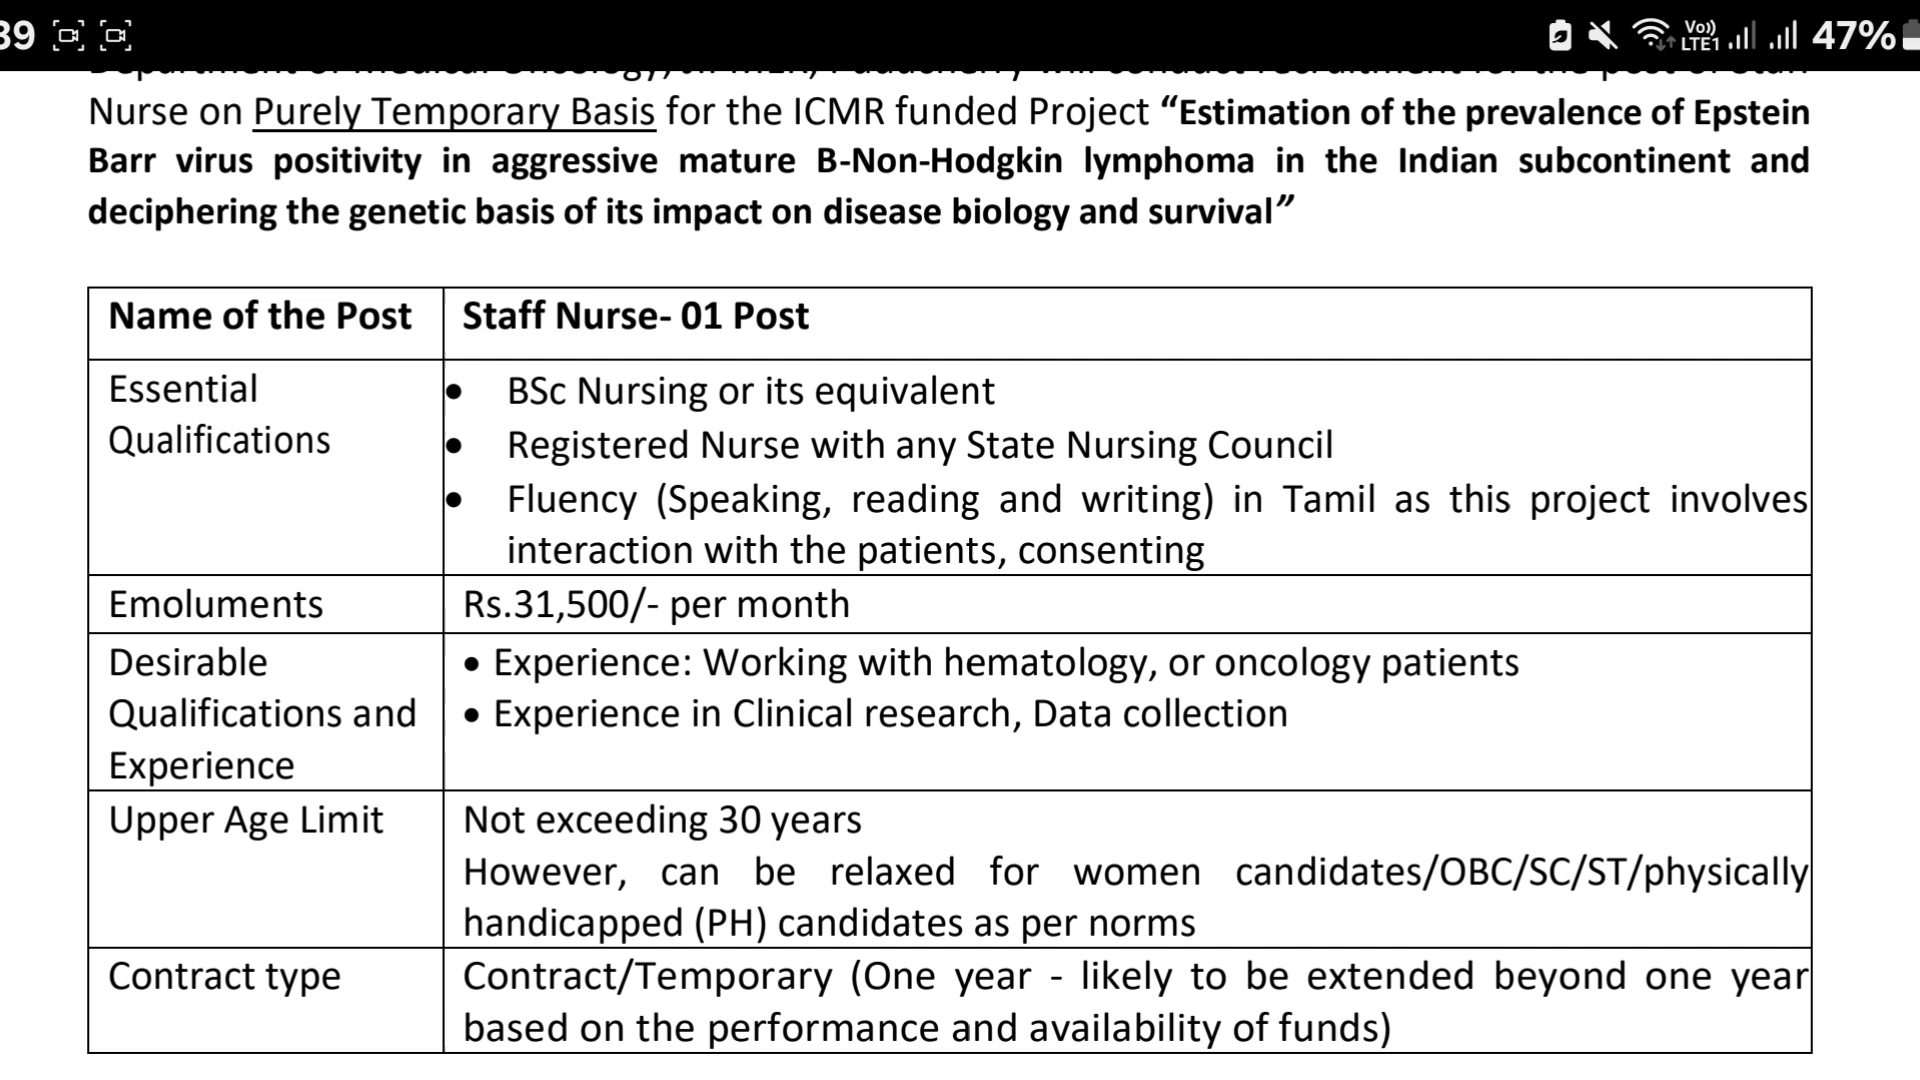 39
Vo))
LTE1
47%
Nurse on Purely Temporary Basis for the ICMR funded Project “Estimation of the prevalence of Epstein
Barr virus positivity in aggressive mature B-Non-Hodgkin lymphoma in the Indian subcontinent and
deciphering the genetic basis of its impact on disease biology and survival”
Name of the Post
Staff Nurse- 01 Post
Essential
Qualifications
• BSc Nursing or its equivalent
• Registered Nurse with any State Nursing Council
• Fluency (Speaking, reading and writing) in Tamil as this project involves
interaction with the patients, consenting
Emoluments
Rs.31,500/- per month
Desirable
Qualifications and
Experience
• Experience: Working with hematology, or oncology patients
• Experience in Clinical research, Data collection
Upper Age Limit
Not exceeding 30 years
However, can be relaxed for women candidates/OBC/SC/ST/physically
handicapped (PH) candidates as per norms
Contract type
Contract/Temporary (One year - likely to be extended beyond one year
based on the performance and availability of funds)